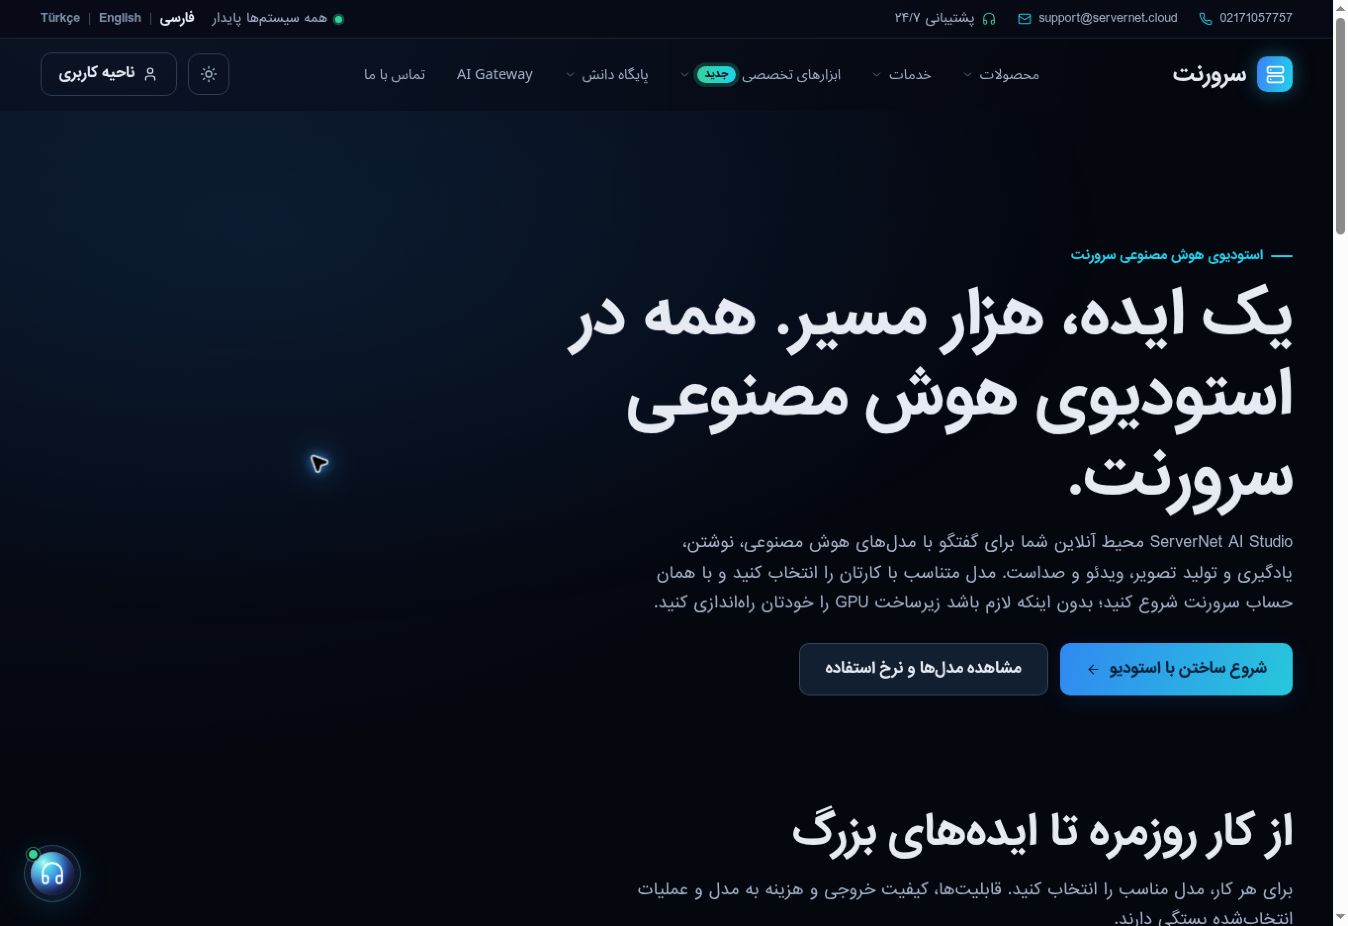 02171057757
support@servernet.cloud
پشتیبانی ۲۴/۷
همه سیستم‌ها پایدار
فارسی | English | Türkçe
سرورنت
محصولات
خدمات
ابزارهای تخصصی جدید
پایگاه دانش
AI Gateway
تماس با ما
ناحیه کاربری
استودیوی هوش مصنوعی سرورنت
یک ایده، هزار مسیر. همه در
استودیوی هوش مصنوعی
سرورنت.
ServerNet AI Studio محیط آنلاین شما برای گفتگو با مدل‌های هوش مصنوعی، نوشتن،
یادگیری و تولید تصویر، ویدئو و صداست. مدل متناسب با کارتان را انتخاب کنید و با همان
حساب سرورنت شروع کنید؛ بدون اینکه لازم باشد زیرساخت GPU را خودتان راه‌اندازی کنید.
شروع ساختن با استودیو ←
مشاهده مدل‌ها و نرخ استفاده
از کار روزمره تا ایده‌های بزرگ
برای هر کار، مدل مناسب را انتخاب کنید. قابلیت‌ها، کیفیت خروجی و هزینه به مدل و عملیات
انتخاب‌شده بستگی دارند.